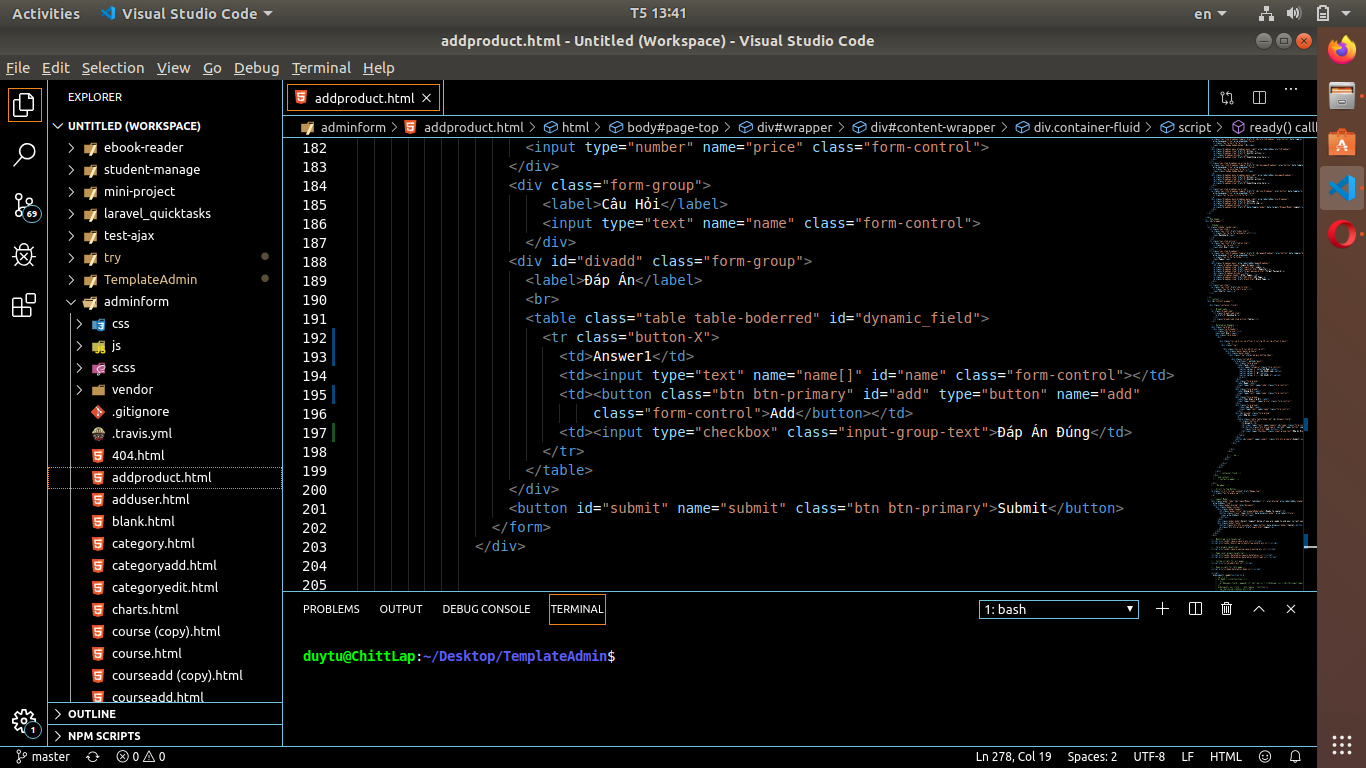 Activities
Visual Studio Code
T5 13:41
en
addproduct.html - Untitled (Workspace) - Visual Studio Code
File Edit Selection View Go Debug Terminal Help
EXPLORER
UNTITLED (WORKSPACE)
ebook-reader
student-manage
mini-project
laravel_quicktasks
test-ajax
try
TemplateAdmin
adminform
css
js
scss
vendor
.gitignore
.travis.yml
404.html
addproduct.html
adduser.html
blank.html
category.html
categoryadd.html
categoryedit.html
charts.html
course (copy).html
course.html
courseadd (copy).html
courseadd.html
OUTLINE
NPM SCRIPTS
69
1
addproduct.html
adminform > addproduct.html > html > body#page-top > div#wrapper > div#content-wrapper > div.container-fluid > script > ready() call
182 <input type="number" name="price" class="form-control">
183 </div>
184 <div class="form-group">
185 <label>Câu Hỏi</label>
186 <input type="text" name="name" class="form-control">
187 </div>
188 <div id="divadd" class="form-group">
189 <label>Đáp Án</label>
190 <br>
191 <table class="table table-boderred" id="dynamic_field">
192 <tr class="button-X">
193 <td>Answer1</td>
194 <td><input type="text" name="name[]" id="name" class="form-control"></td>
195 <td><button class="btn btn-primary" id="add" type="button" name="add"
196 class="form-control">Add</button></td>
197 <td><input type="checkbox" class="input-group-text">Đáp Án Đúng</td>
198 </tr>
199 </table>
200 </div>
201 <button id="submit" name="submit" class="btn btn-primary">Submit</button>
202 </form>
203 </div>
204
205
PROBLEMS OUTPUT DEBUG CONSOLE TERMINAL
1: bash
duytu@ChittLap:~/Desktop/TemplateAdmin$
master
0 0
Ln 278, Col 19 Spaces: 2 UTF-8 LF HTML